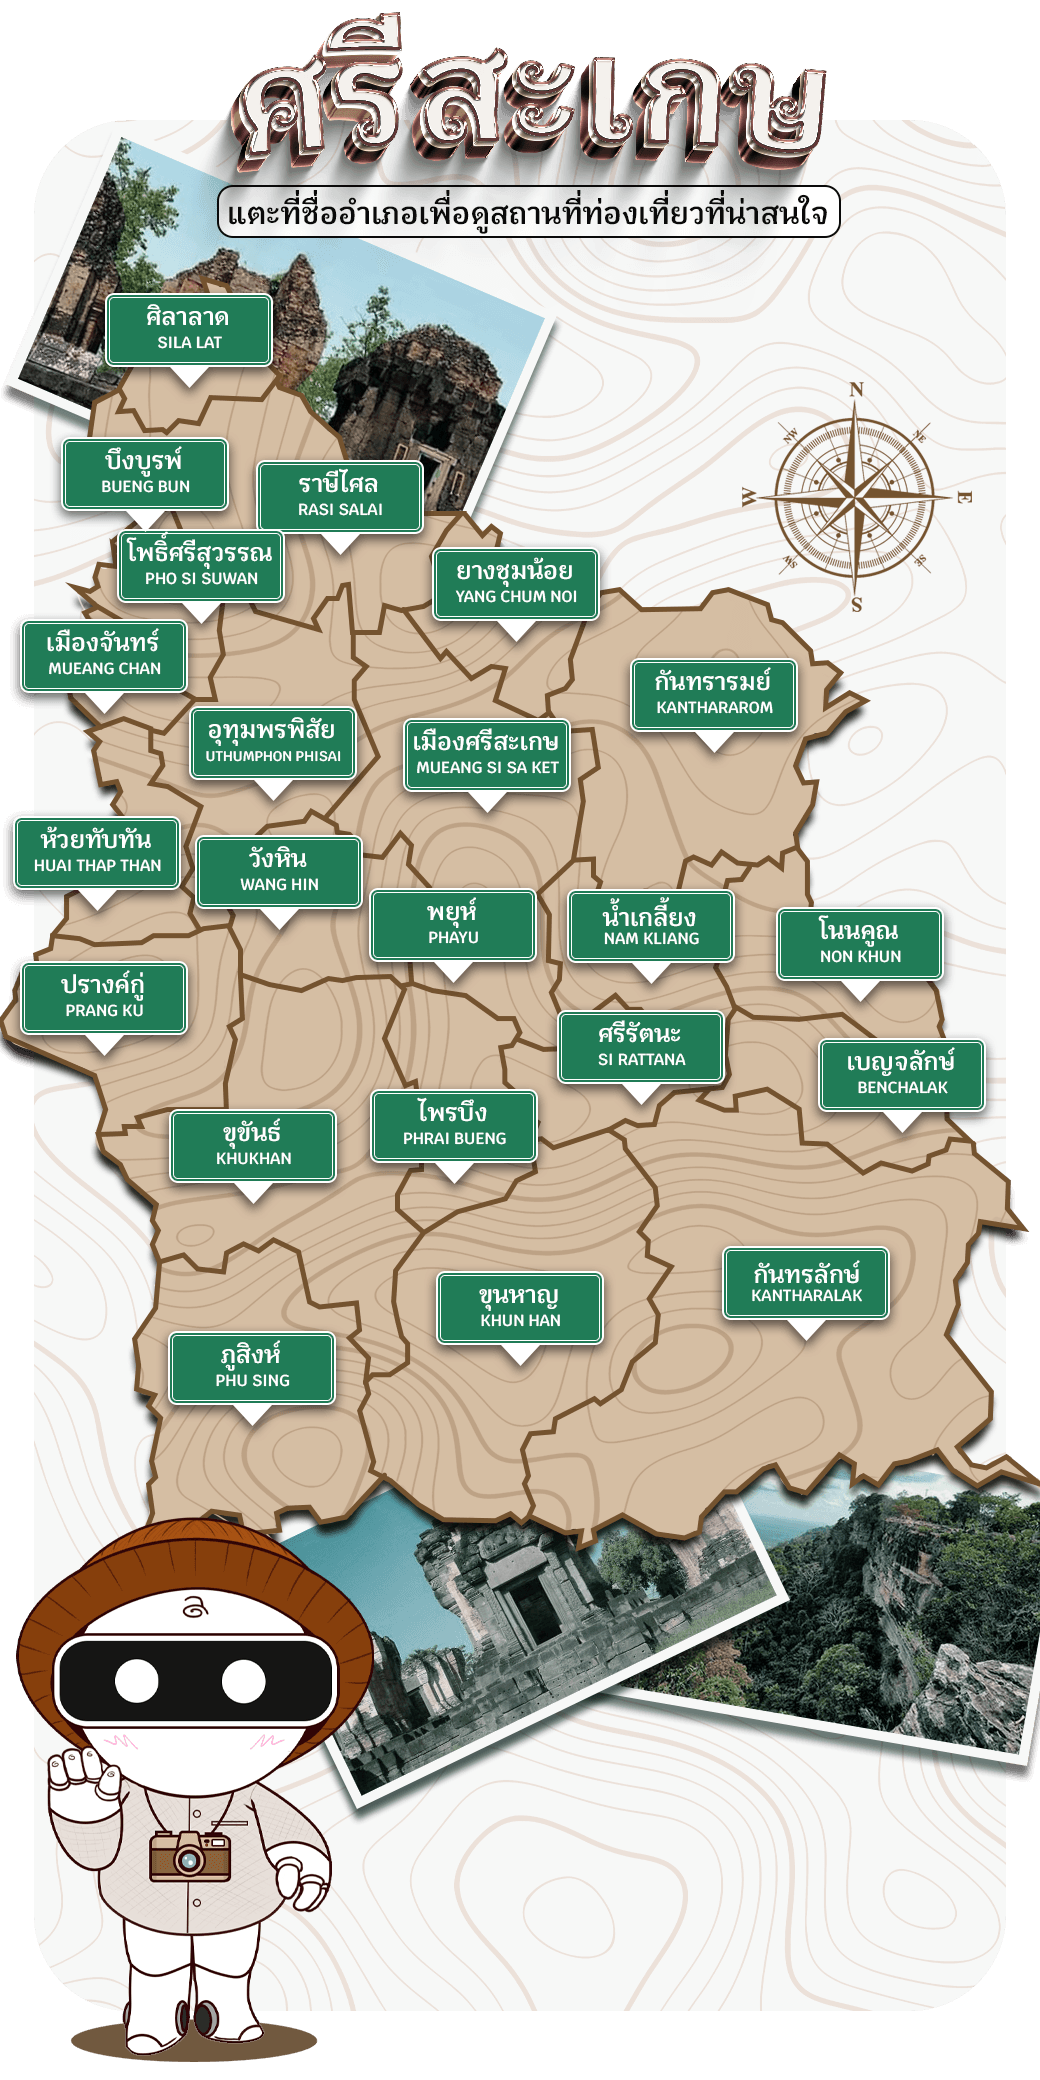 ศรีสะเกษ
แตะที่ชื่ออำเภอเพื่อดูสถานที่ท่องเที่ยวที่น่าสนใจ
ศิลาลาด
SILA LAT
N
NW
NE
W
E
SW
SE
S
บึงบูรพ์
BUENG BUN
ราษีไศล
RASI SALAI
โพธิ์ศรีสุวรรณ
PHO SI SUWAN
ยางชุมน้อย
YANG CHUM NOI
เมืองจันทร์
MUEANG CHAN
กันทรารมย์
KANTHARAROM
อุทุมพรพิสัย
UTHUMPHON PHISAI
เมืองศรีสะเกษ
MUEANG SI SA KET
ห้วยทับทัน
HUAI THAP THAN
วังหิน
WANG HIN
พยุห์
PHAYU
น้ำเกลี้ยง
NAM KLIANG
โนนคูณ
NON KHUN
ปรางค์กู่
PRANG KU
ศรีรัตนะ
SI RATTANA
เบญจลักษ์
BENCHALAK
ขุขันธ์
KHUKHAN
ไพรบึง
PHRAI BUENG
กันทรลักษ์
KANTHARALAK
ขุนหาญ
KHUN HAN
ภูสิงห์
PHU SING